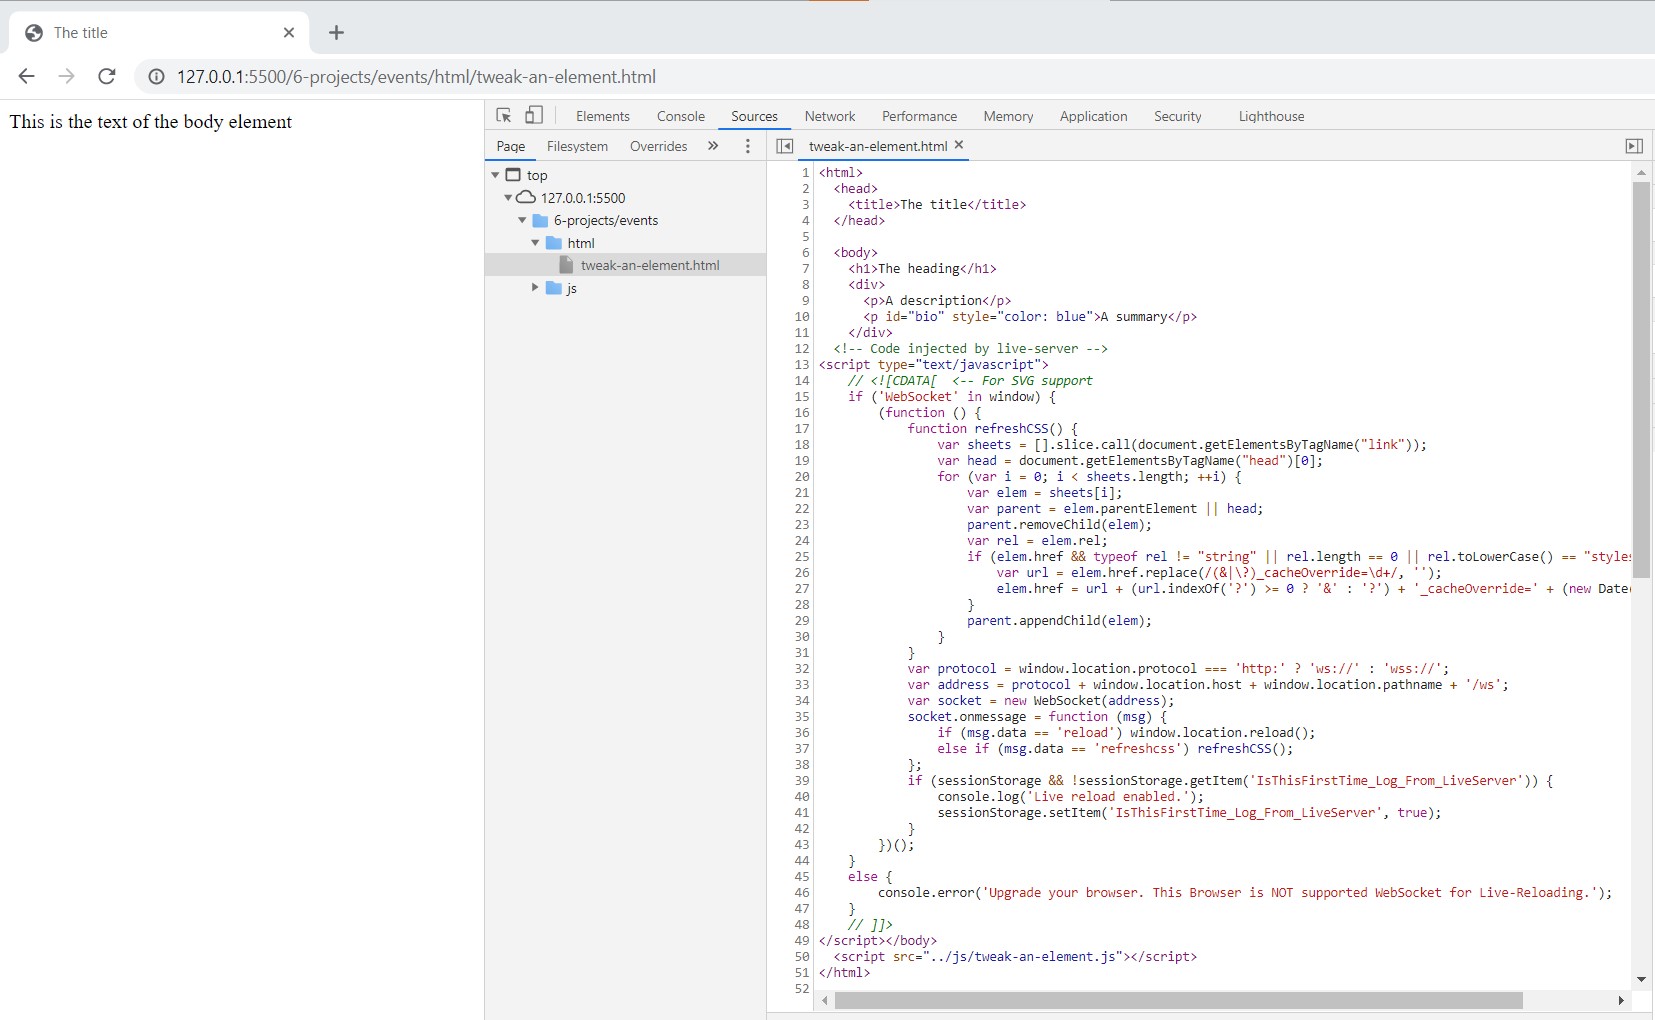 The title
127.0.0.1:5500/6-projects/events/html/tweak-an-element.html
This is the text of the body element
Elements Console Sources Network Performance Memory Application Security Lighthouse
Page Filesystem Overrides »
tweak-an-element.html
top
127.0.0.1:5500
6-projects/events
html
tweak-an-element.html
js
1 <html>
2 <head>
3 <title>The title</title>
4 </head>
5
6 <body>
7 <h1>The heading</h1>
8 <div>
9 <p>A description</p>
10 <p id="bio" style="color: blue">A summary</p>
11 </div>
12 <!-- Code injected by live-server -->
13 <script type="text/javascript">
14 // <![CDATA[  <-- For SVG support
15 if ('WebSocket' in window) {
16 (function () {
17 function refreshCSS() {
18 var sheets = [].slice.call(document.getElementsByTagName("link"));
19 var head = document.getElementsByTagName("head")[0];
20 for (var i = 0; i < sheets.length; ++i) {
21 var elem = sheets[i];
22 var parent = elem.parentElement || head;
23 parent.removeChild(elem);
24 var rel = elem.rel;
25 if (elem.href && typeof rel != "string" || rel.length == 0 || rel.toLowerCase() == "styles
26 var url = elem.href.replace(/(&|\?)_cacheOverride=\d+/, '');
27 elem.href = url + (url.indexOf('?') >= 0 ? '&' : '?') + '_cacheOverride=' + (new Date(
28 }
29 parent.appendChild(elem);
30 }
31 }
32 var protocol = window.location.protocol === 'http:' ? 'ws://' : 'wss://';
33 var address = protocol + window.location.host + window.location.pathname + '/ws';
34 var socket = new WebSocket(address);
35 socket.onmessage = function (msg) {
36 if (msg.data == 'reload') window.location.reload();
37 else if (msg.data == 'refreshcss') refreshCSS();
38 };
39 if (sessionStorage && !sessionStorage.getItem('IsThisFirstTime_Log_From_LiveServer')) {
40 console.log('Live reload enabled.');
41 sessionStorage.setItem('IsThisFirstTime_Log_From_LiveServer', true);
42 }
43 })();
44 }
45 else {
46 console.error('Upgrade your browser. This Browser is NOT supported WebSocket for Live-Reloading.');
47 }
48 // ]]>
49 </script></body>
50 <script src="../js/tweak-an-element.js"></script>
51 </html>
52